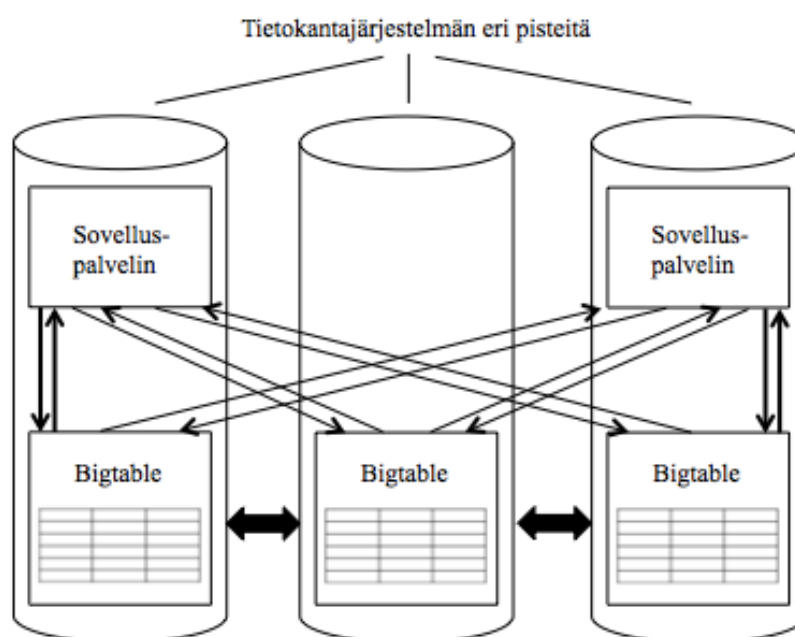 Tietokantajärjestelmän eri pisteitä
Sovellus-
palvelin
Sovellus-
palvelin
Bigtable
Bigtable
Bigtable